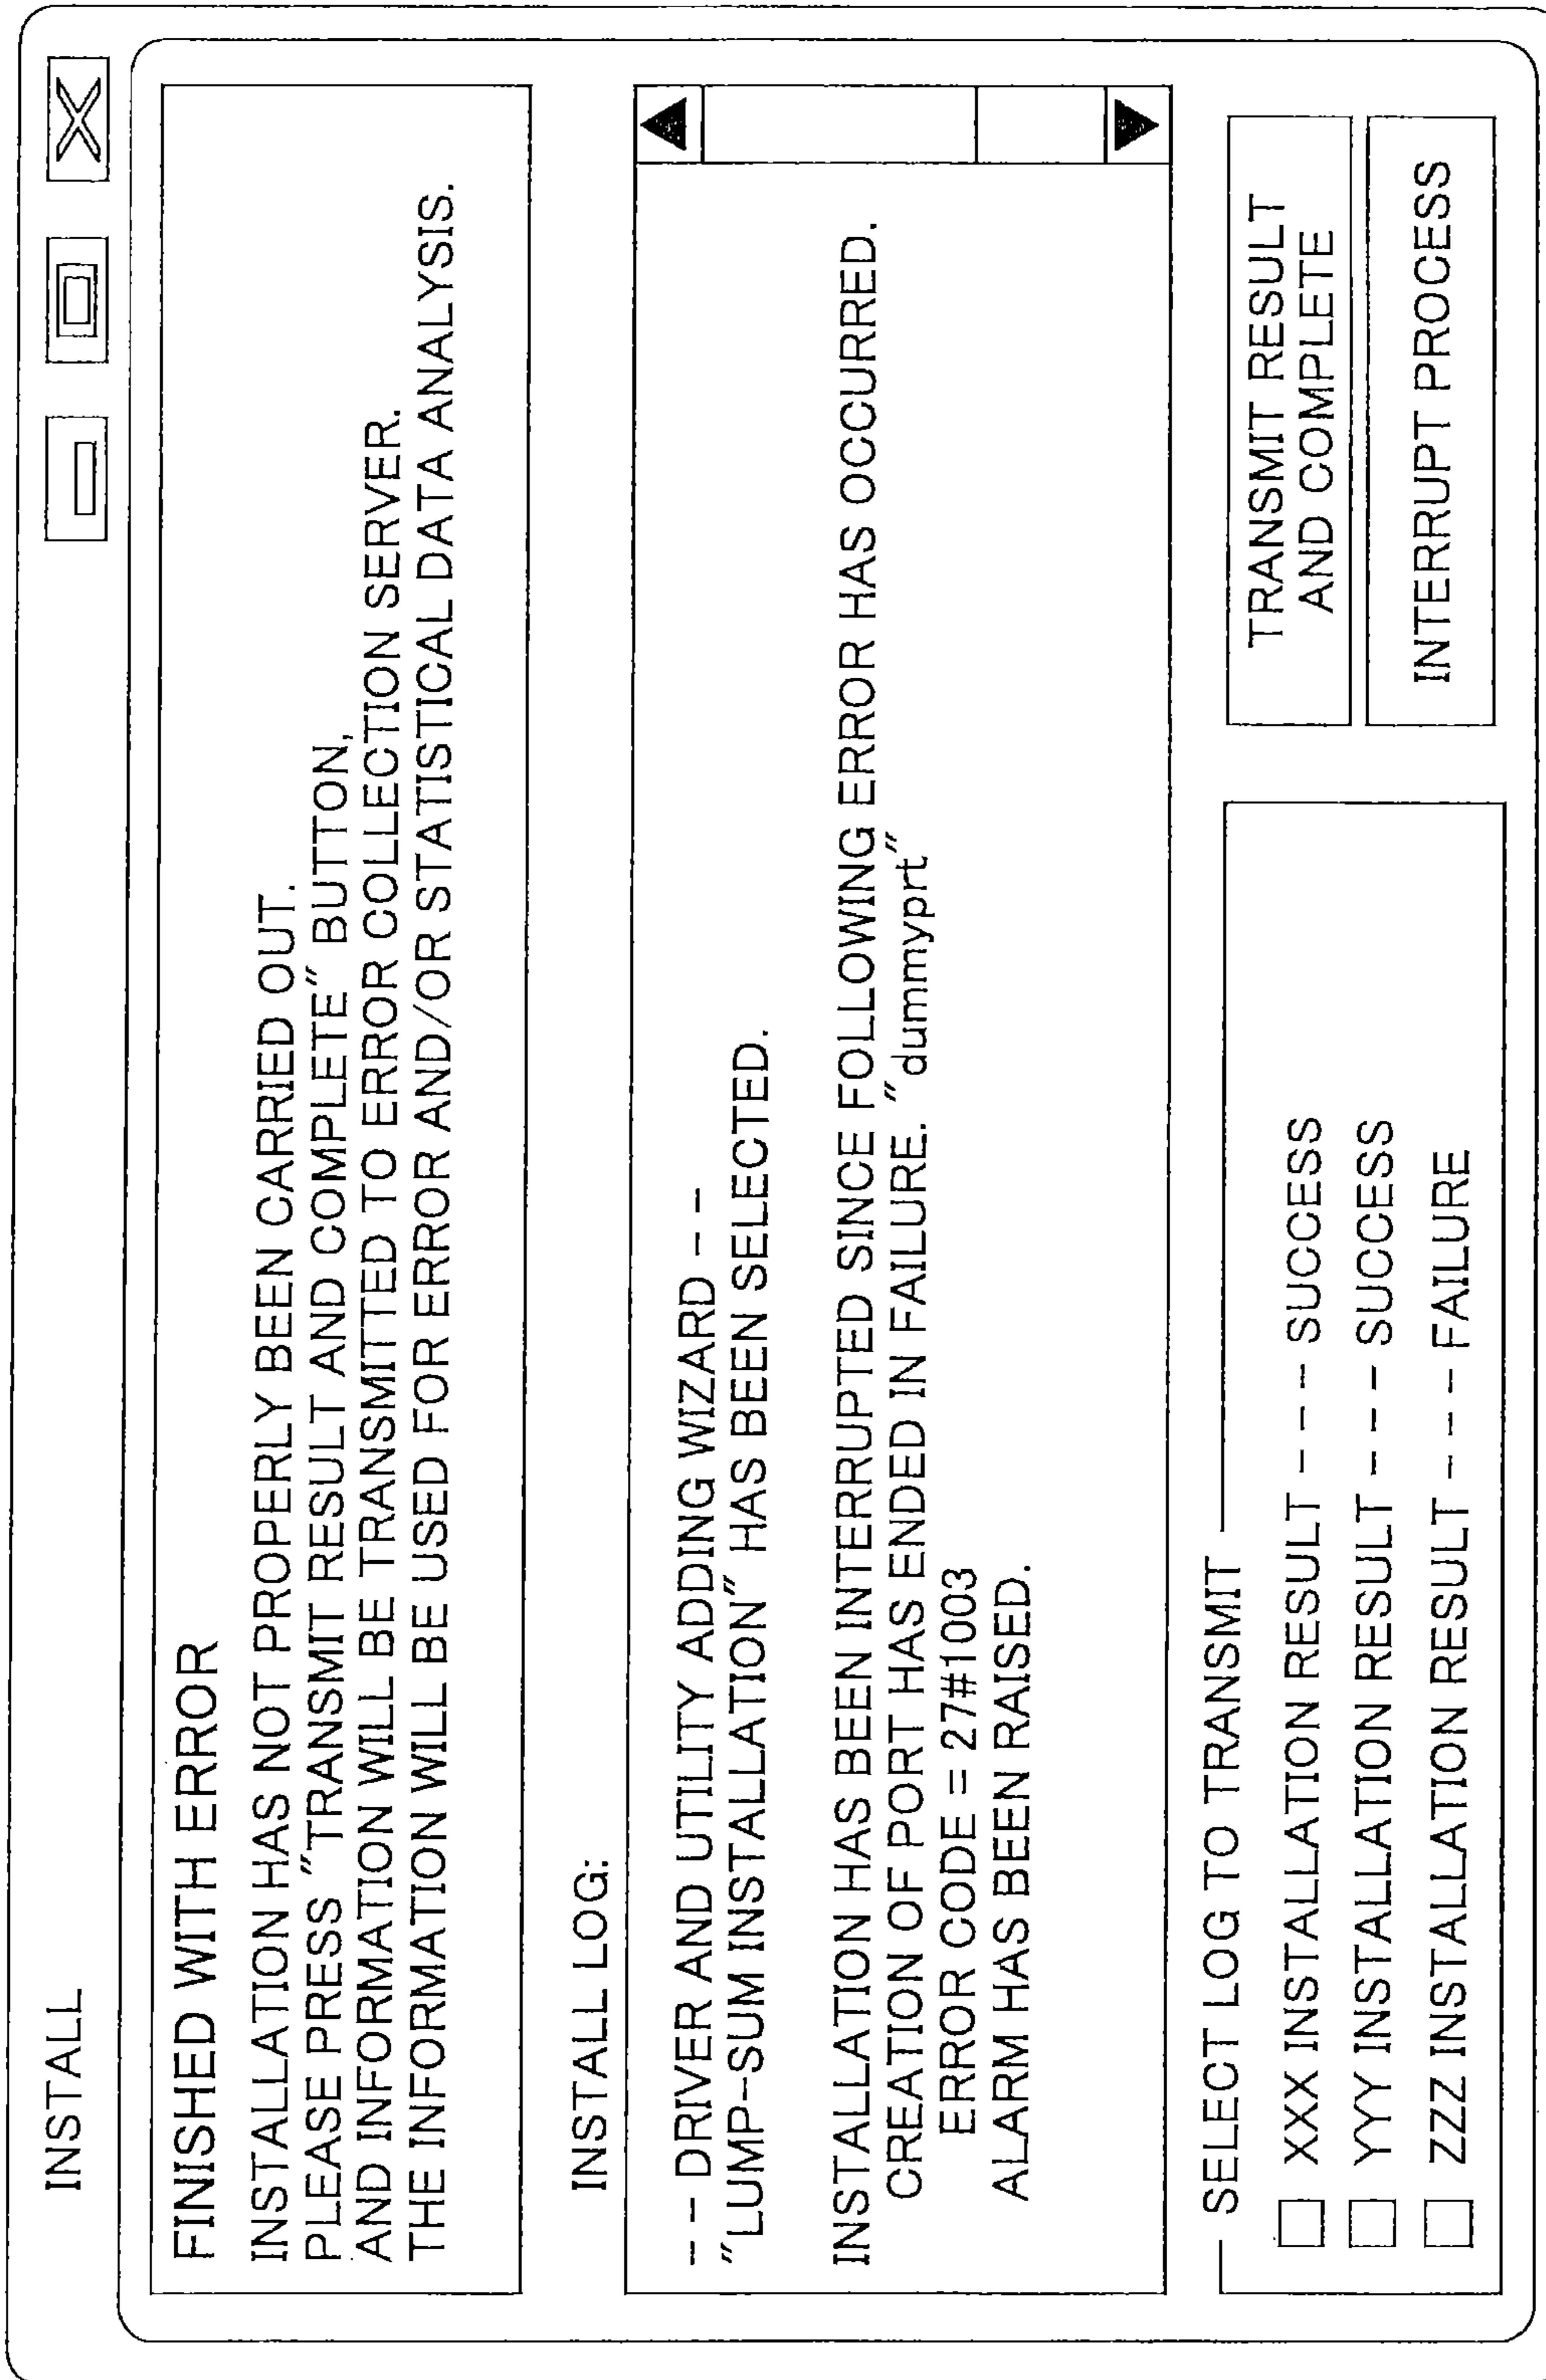 INSTALL
FINISHED WITH ERROR
INSTALLATION HAS NOT PROPERLY BEEN CARRIED OUT.
PLEASE PRESS "TRANSMIT RESULT AND COMPLETE" BUTTON,
AND INFORMATION WILL BE TRANSMITTED TO ERROR COLLECTION SERVER.
THE INFORMATION WILL BE USED FOR ERROR AND/OR STATISTICAL DATA ANALYSIS.
INSTALL LOG:
-- DRIVER AND UTILITY ADDING WIZARD ---
"LUMP-SUM INSTALLATION" HAS BEEN SELECTED.
INSTALLATION HAS BEEN INTERRUPTED SINCE FOLLOWING ERROR HAS OCCURRED.
CREATION OF PORT HAS ENDED IN FAILURE. "dummyprt"
ERROR CODE = 27#1003
ALARM HAS BEEN RAISED.
SELECT LOG TO TRANSMIT
XXX INSTALLATION RESULT --- SUCCESS
YYY INSTALLATION RESULT --- SUCCESS
ZZZ INSTALLATION RESULT --- FAILURE
TRANSMIT RESULT
AND COMPLETE
INTERRUPT PROCESS